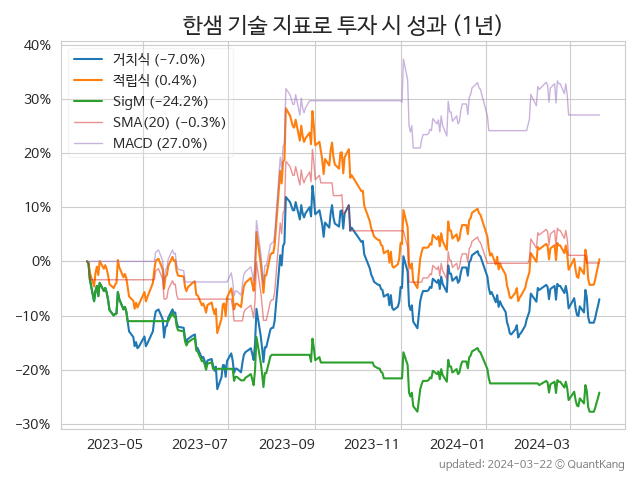 한샘 기술 지표로 투자 시 성과 (1년)
40%
30%
20%
10%
0%
−10%
−20%
−30%
거치식 (−7.0%)
적립식 (0.4%)
SigM (−24.2%)
SMA(20) (−0.3%)
MACD (27.0%)
2023-05
2023-07
2023-09
2023-11
2024-01
2024-03
updated: 2024-03-22 © QuantKang